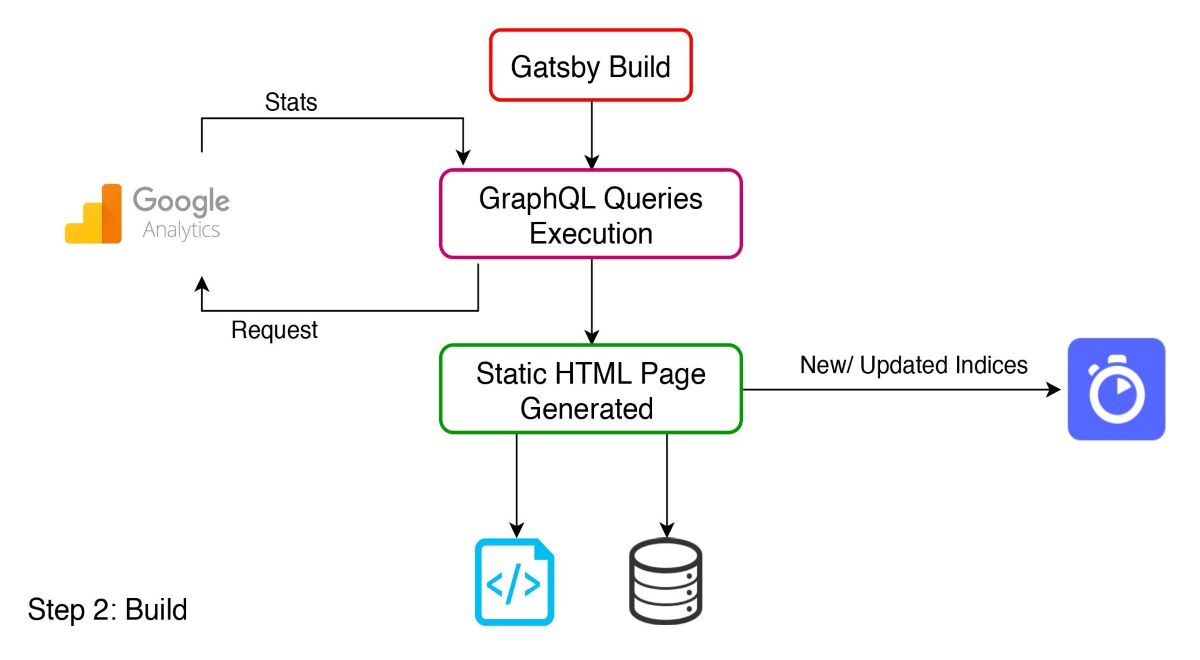 Gatsby Build
Stats
GraphQL Queries
Execution
Google
Analytics
Request
Static HTML Page
Generated
New/ Updated Indices
</>
Step 2: Build